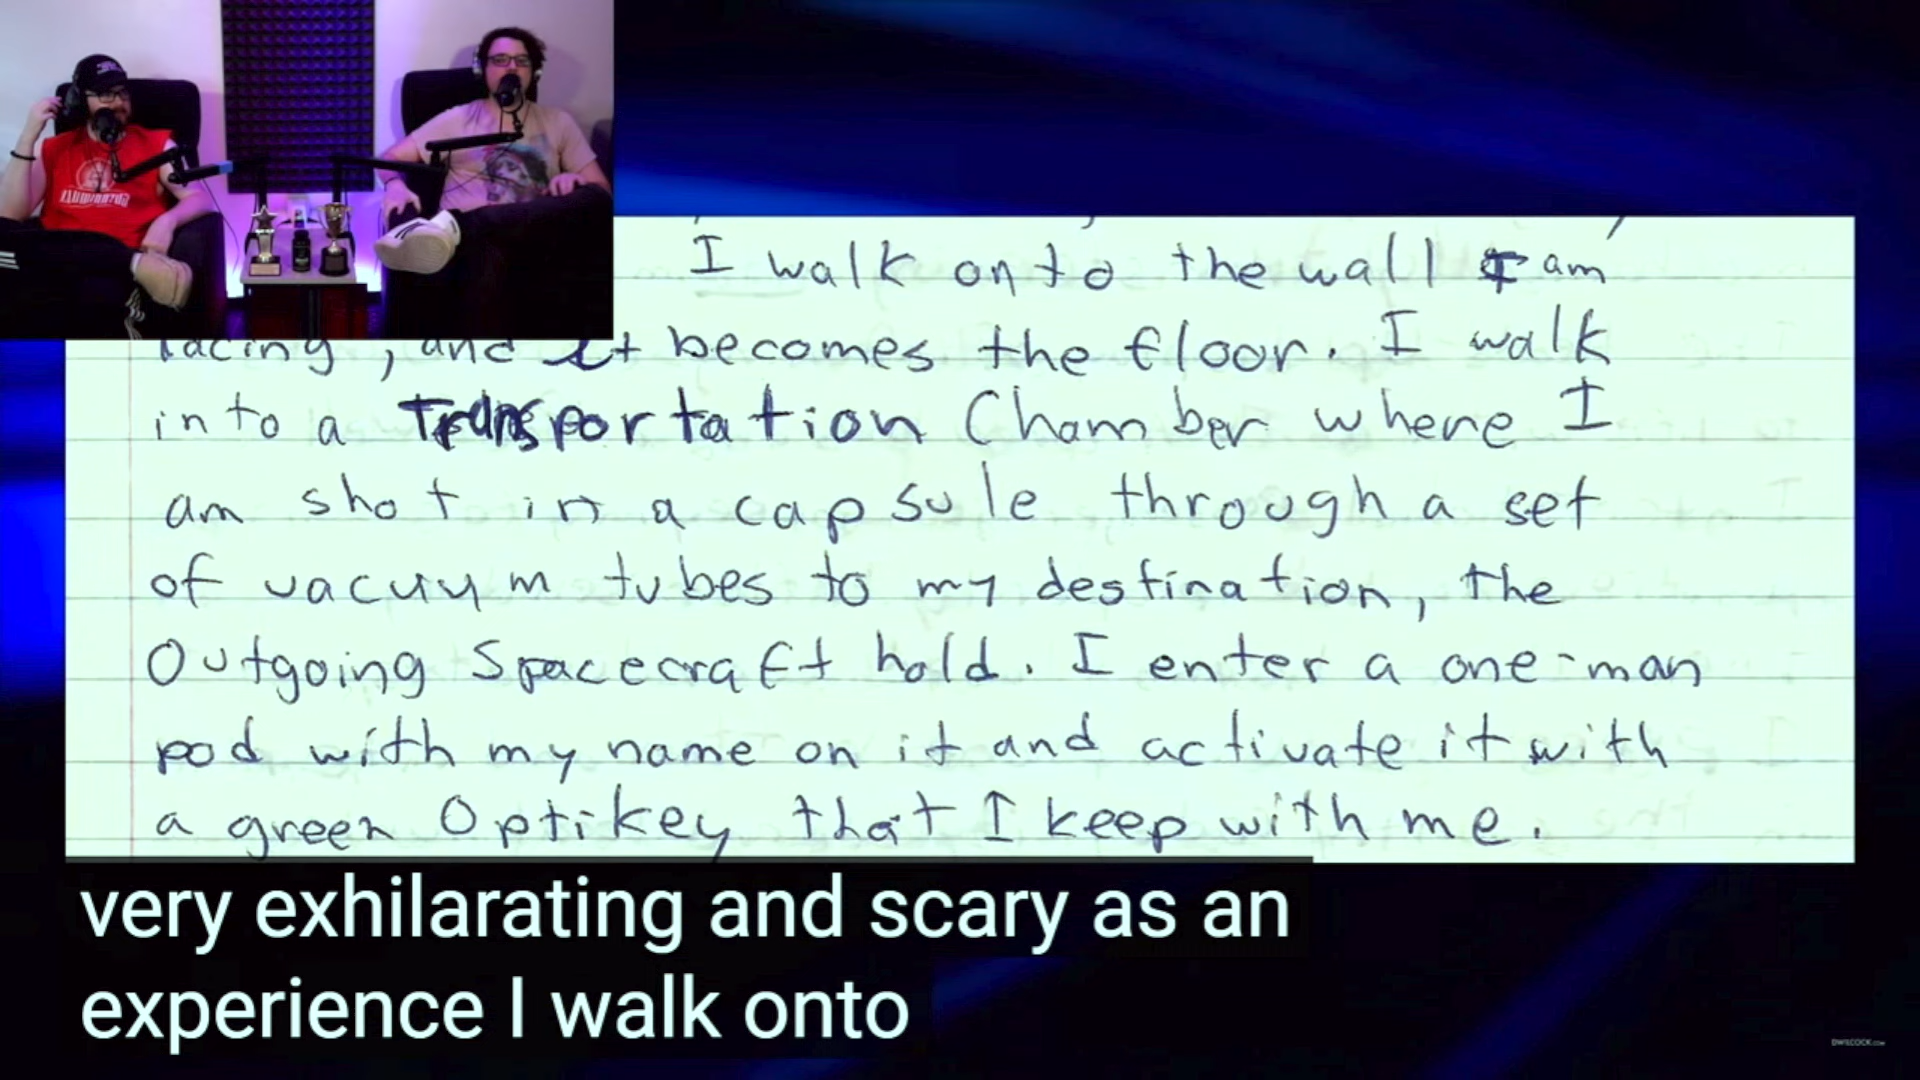 I walk onto the wall I am
facing, and it becomes the floor. I walk
into a Transportation Chamber where I
am shot in a capsule through a set
of vacuum tubes to my destination, the
Outgoing Spacecraft hold. I enter a one-man
pod with my name on it and activate it with
a green Optikey that I keep with me.
very exhilarating and scary as an
experience I walk onto
DWILCOCK.COM